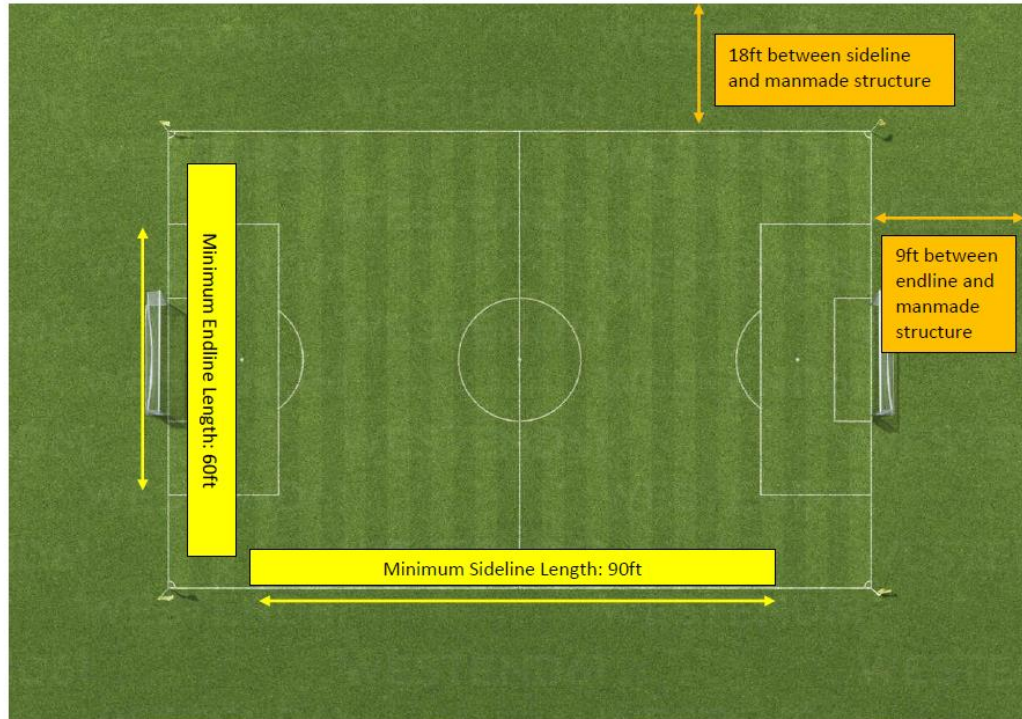 18ft between sideline
and manmade structure
9ft between
endline and
manmade
structure
Minimum Endline Length: 60ft
Minimum Sideline Length: 90ft